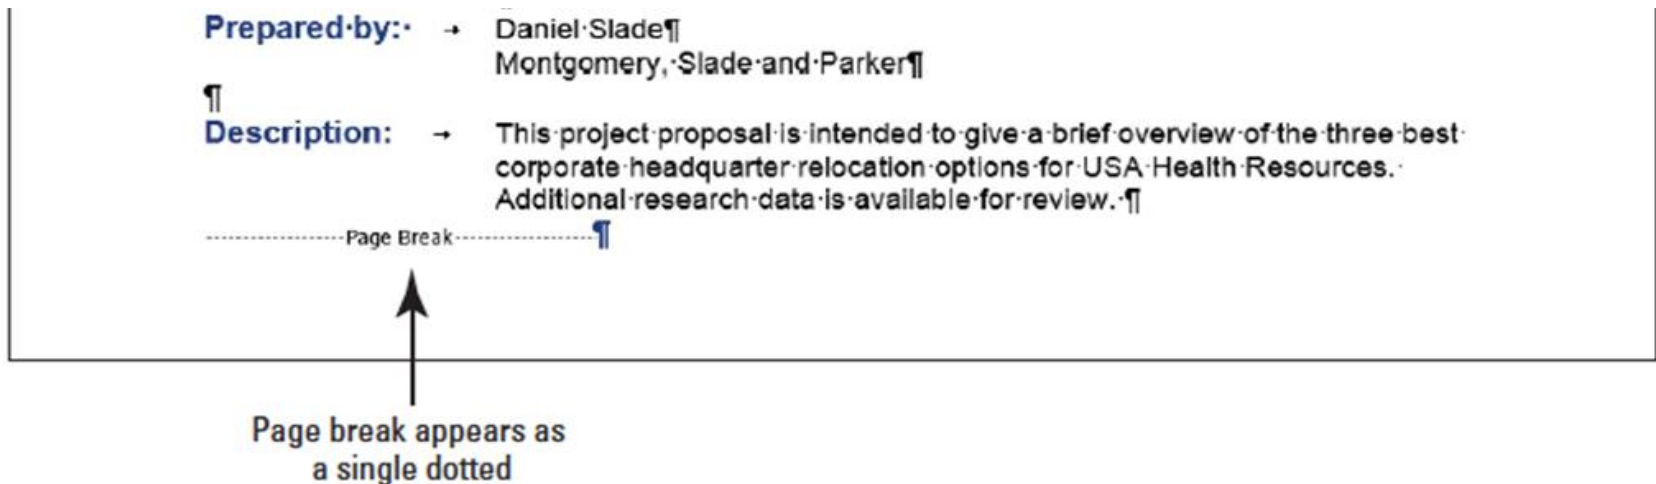 Prepared·by:· → Daniel·Slade¶
Montgomery,·Slade·and·Parker¶
¶
Description: → This·project·proposal·is·intended·to·give·a·brief·overview·of·the·three·best·
corporate·headquarter·relocation·options·for·USA·Health·Resources.·
Additional·research·data·is·available·for·review.·¶
Page Break¶
Page break appears as
a single dotted